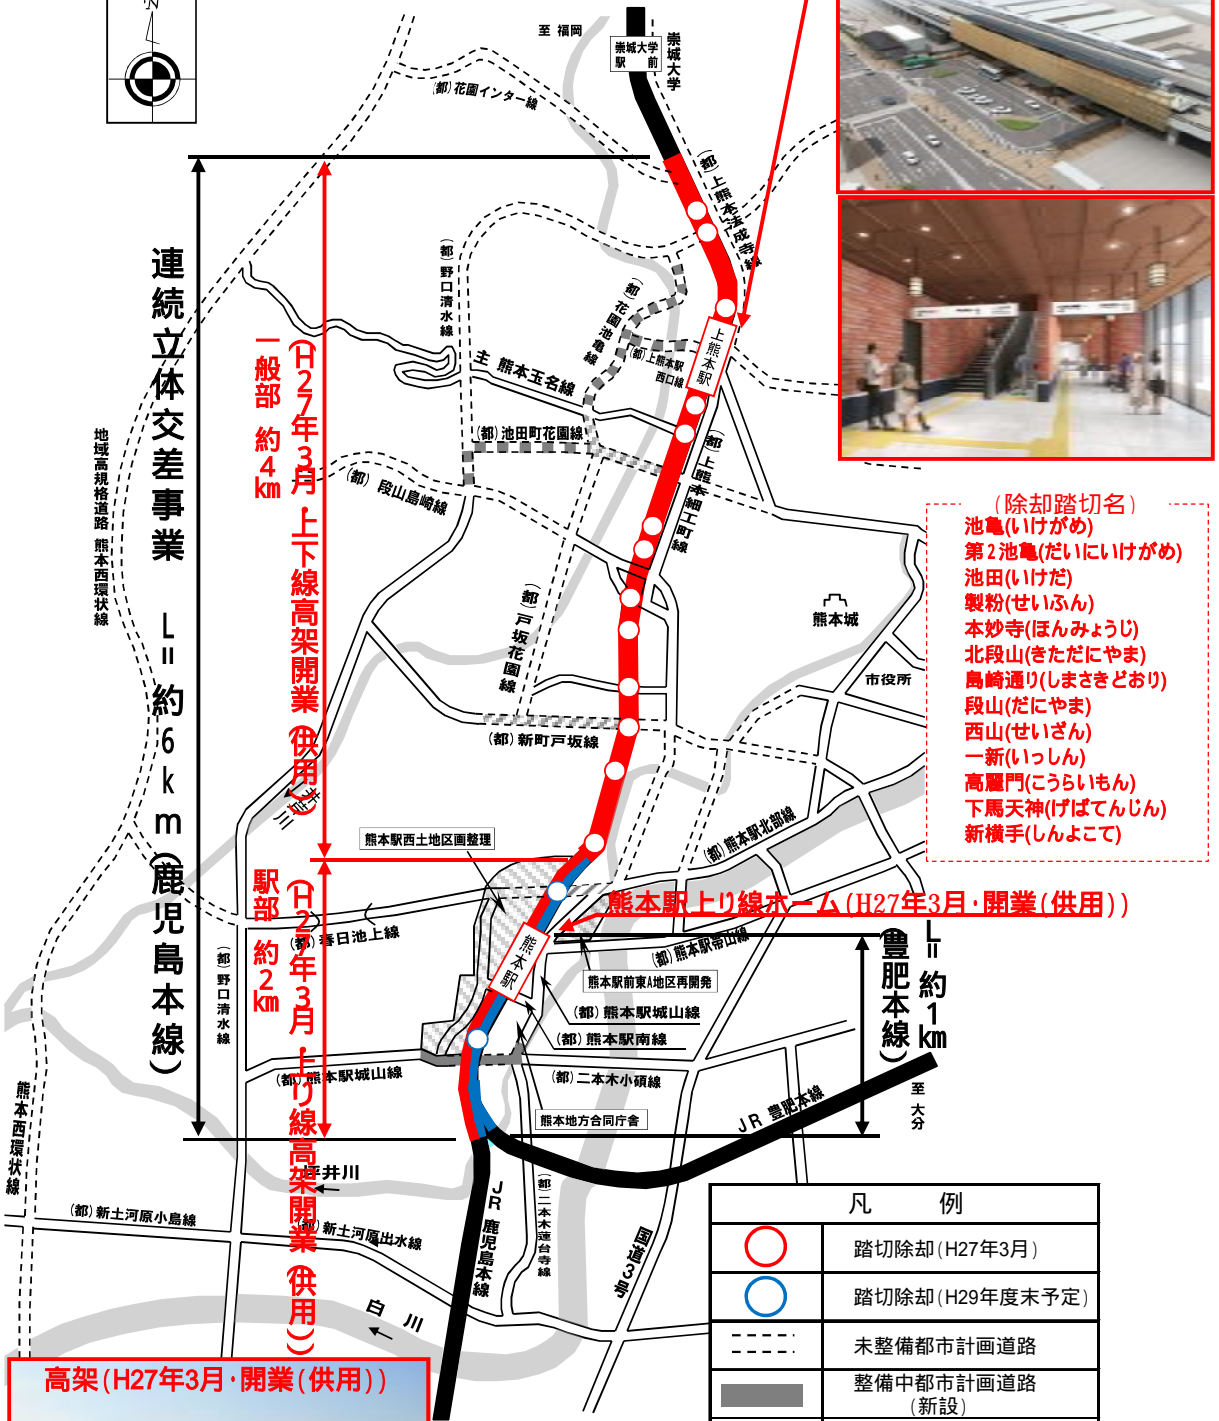 N
至 福岡
崇城大学
駅 前
崇城大学
(都)花園インター線
(都)上熊本法成寺線
(都)野口清水線
(都)花園池亀線
(都)上熊本駅
西口線
上熊本駅
主 熊本玉名線
(都)池田町花園線
(都)段山島崎線
(都)上熊本細工町線
連続立体交差事業 L=約6km(鹿児島本線)
一般部 約4km
(H27年3月・上下線高架開業(供用))
地域高規格道路 熊本西環状線
(都)戸坂花園線
熊本城
市役所
(都)新町戸坂線
井芹川
(除却踏切名)
池亀(いけがめ)
第2池亀(だいにいけがめ)
池田(いけだ)
製粉(せいふん)
本妙寺(ほんみょうじ)
北段山(きただにやま)
島崎通り(しまさきどおり)
段山(だにやま)
西山(せいざん)
一新(いっしん)
高麗門(こうらいもん)
下馬天神(げばてんじん)
新横手(しんよこて)
熊本駅西土地区画整理
(都)熊本駅北部線
熊本駅上り線ホーム(H27年3月・開業(供用))
駅部 約2km
(H27年3月・上り線高架開業(供用))
(都)春日池上線
(都)野口清水線
熊本駅
(都)熊本駅帯山線
熊本駅前東A地区再開発
(都)熊本駅城山線
(都)熊本駅南線
L=約1km
(豊肥本線)
(都)熊本駅城山線
(都)二本木小磧線
熊本地方合同庁舎
JR 豊肥本線
至 大分
熊本西環状線
坪井川
(都)新土河原小島線
(都)新土河原出水線
JR 鹿児島本線
(都)二本木蓮台寺線
国道3号
白 川
凡 例
踏切除却(H27年3月)
踏切除却(H29年度末予定)
未整備都市計画道路
整備中都市計画道路
(新設)
高架(H27年3月・開業(供用))